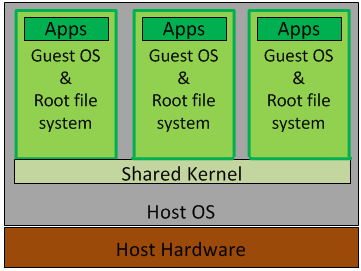 Apps Apps Apps
Guest OS Guest OS Guest OS
& & &
Root file Root file Root file
system system system
Shared Kernel
Host OS
Host Hardware